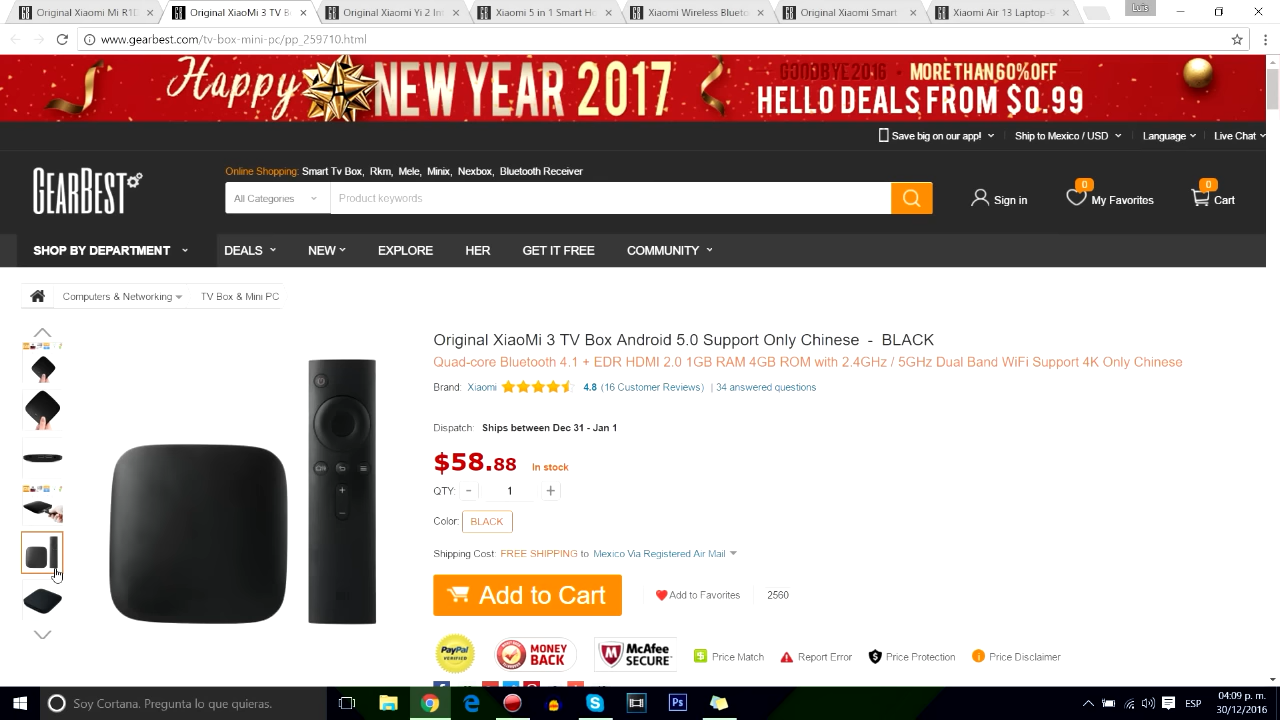 Original Xiaomi R1D
Original XiaoMi 3 TV B
Original Xiaomi Yi 2 Int
Xiaomi 5 in 1 Smart Ho
Xiaomi Wireless Blueto
Original Xiaomi Smart
Xiaomi Air 13 Laptop-
Luis
www.gearbest.com/tv-box-mini-pc/pp_259710.html
Happy NEW YEAR 2017
GOODBYE 2016 • MORE THAN 60% OFF
HELLO DEALS FROM $0.99
Save big on our app!
Ship to Mexico / USD
Language
Live Chat
GEARBEST
Online Shopping: Smart Tv Box, Rkm, Mele, Minix, Nexbox, Bluetooth Receiver
All Categories
Product keywords
Sign in
0
My Favorites
0
Cart
SHOP BY DEPARTMENT
DEALS
NEW
EXPLORE
HER
GET IT FREE
COMMUNITY
Computers & Networking
TV Box & Mini PC
Original XiaoMi 3 TV Box Android 5.0 Support Only Chinese - BLACK
Quad-core Bluetooth 4.1 + EDR HDMI 2.0 1GB RAM 4GB ROM with 2.4GHz / 5GHz Dual Band WiFi Support 4K Only Chinese
Brand: Xiaomi 4.8 (16 Customer Reviews) | 34 answered questions
Dispatch: Ships between Dec 31 - Jan 1
$58.88 In stock
QTY: - 1 +
Color: BLACK
Shipping Cost: FREE SHIPPING to Mexico Via Registered Air Mail
Add to Cart
Add to Favorites
2560
PayPal VERIFIED
MONEY BACK
McAfee SECURE
Price Match
Report Error
Price Protection
Price Disclaimer
Soy Cortana. Pregunta lo que quieras.
ESP
04:09 p. m.
30/12/2016